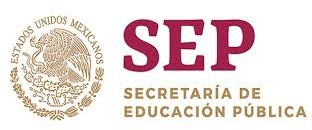 ESTADOS UNIDOS MEXICANOS
SEP
SECRETARÍA DE
EDUCACIÓN PÚBLICA